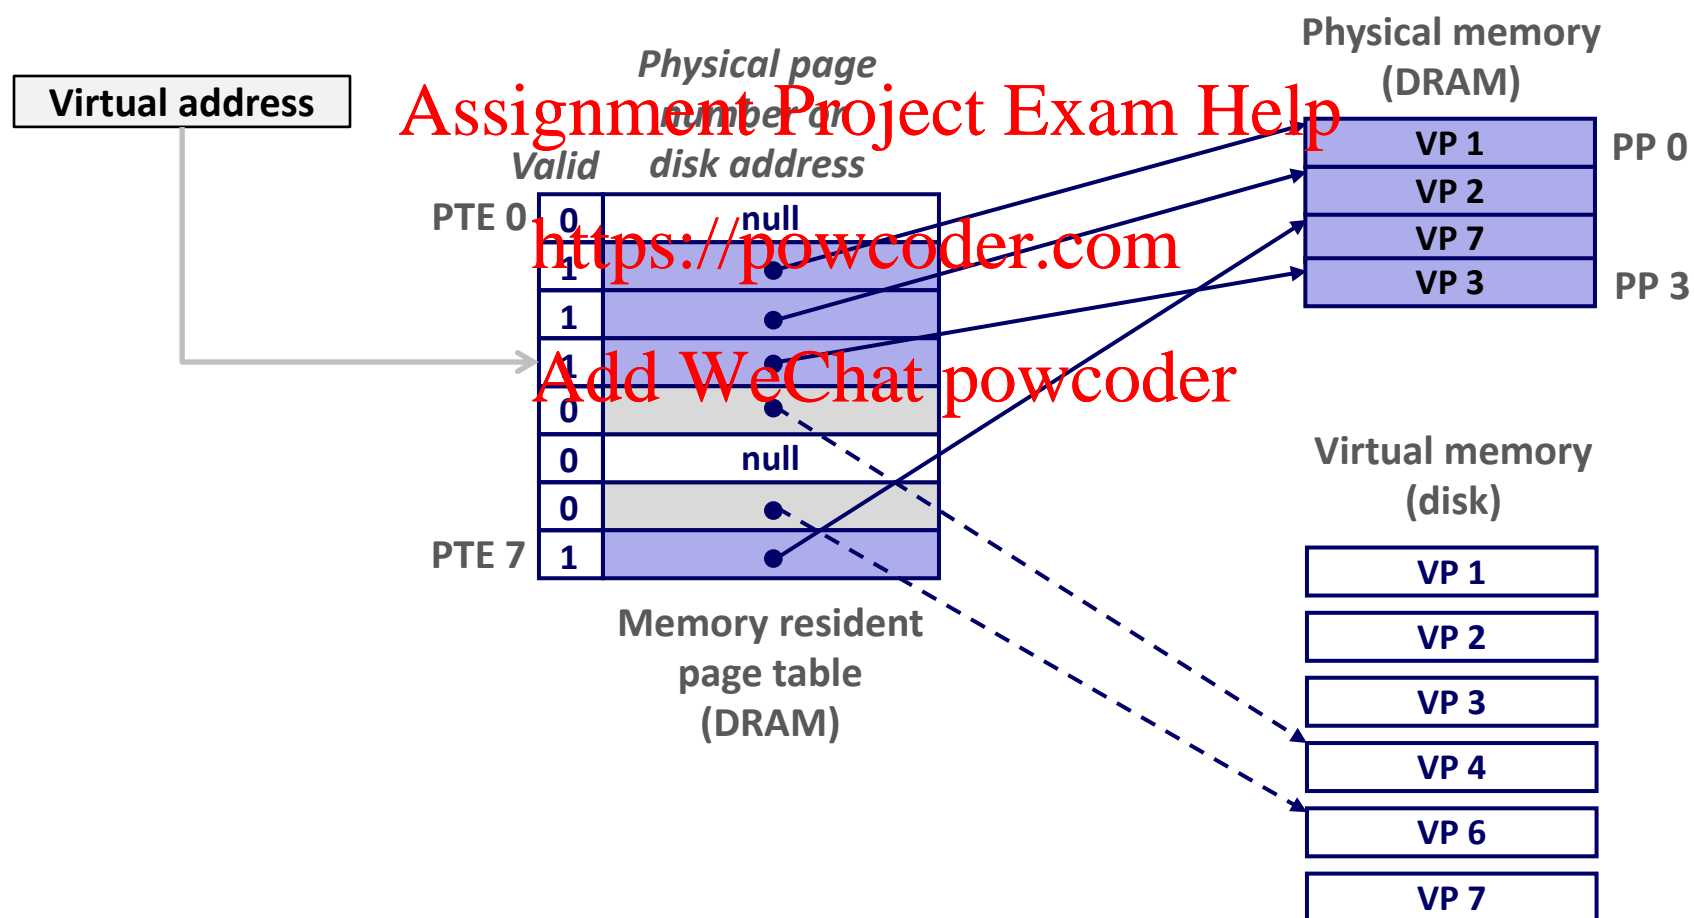 Physical memory
(DRAM)
Physical page
number or
disk address
Virtual address
Assignment Project Exam Help
Valid
VP 1
PP 0
VP 2
VP 7
VP 3
PP 3
PTE 0
0
null
https://powcoder.com
1
1
1
Add WeChat powcoder
0
0
null
0
PTE 7
1
Memory resident
page table
(DRAM)
Virtual memory
(disk)
VP 1
VP 2
VP 3
VP 4
VP 6
VP 7